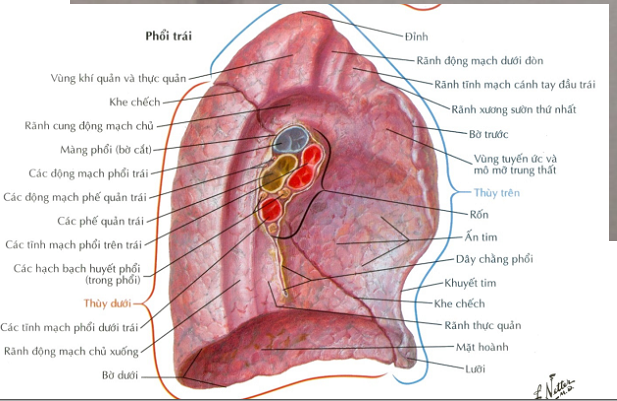 Phổi trái
Vùng khí quản và thực quản
Khe chếch
Rãnh cung động mạch chủ
Màng phổi (bờ cắt)
Các động mạch phổi trái
Các động mạch phế quản trái
Các phế quản trái
Các tĩnh mạch phổi trên trái
Các hạch bạch huyết phổi
(trong phổi)
Thùy dưới
Các tĩnh mạch phổi dưới trái
Rãnh động mạch chủ xuống
Bờ dưới
Đỉnh
Rãnh động mạch dưới đòn
Rãnh tĩnh mạch cánh tay đầu trái
Rãnh xương sườn thứ nhất
Bờ trước
Vùng tuyến ức và
mô mỡ trung thất
Thùy trên
Rốn
Ấn tim
Dây chằng phổi
Khuyết tim
Khe chếch
Rãnh thực quản
Mặt hoành
Lưỡi
F. Netter
M.D.